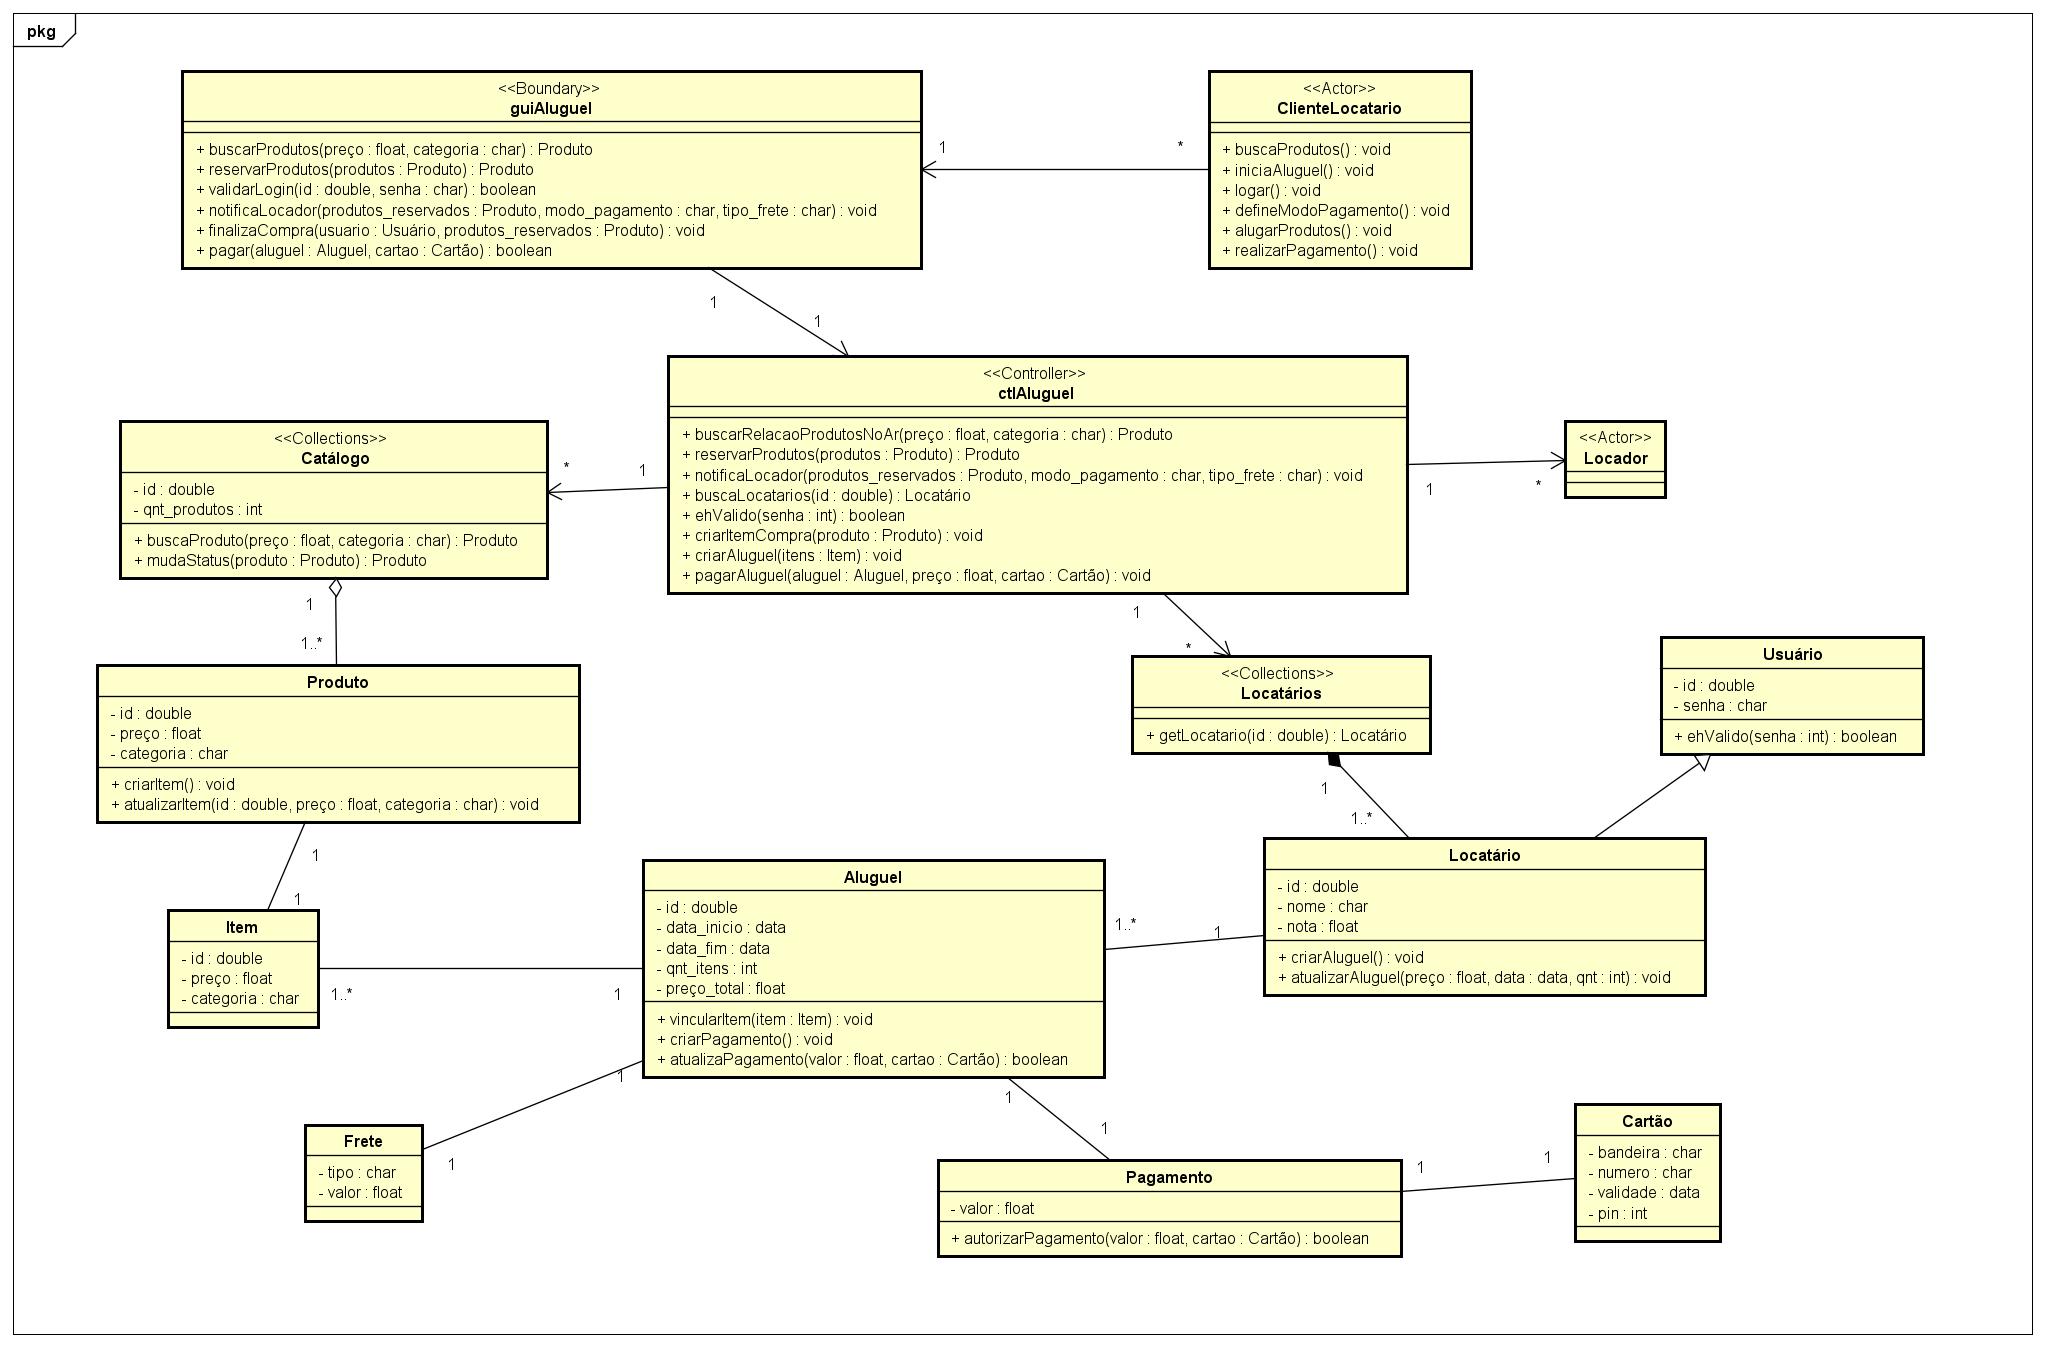 pkg
<<Boundary>>
guiAluguel
+ buscarProdutos(preço : float, categoria : char) : Produto
+ reservarProdutos(produtos : Produto) : Produto
+ validarLogin(id : double, senha : char) : boolean
+ notificaLocador(produtos_reservados : Produto, modo_pagamento : char, tipo_frete : char) : void
+ finalizaCompra(usuario : Usuário, produtos_reservados : Produto) : void
+ pagar(aluguel : Aluguel, cartao : Cartão) : boolean
1
*
<<Actor>>
ClienteLocatario
+ buscaProdutos() : void
+ iniciaAluguel() : void
+ logar() : void
+ defineModoPagamento() : void
+ alugarProdutos() : void
+ realizarPagamento() : void
1
1
<<Controller>>
ctlAluguel
+ buscarRelacaoProdutosNoAr(preço : float, categoria : char) : Produto
+ reservarProdutos(produtos : Produto) : Produto
+ notificaLocador(produtos_reservados : Produto, modo_pagamento : char, tipo_frete : char) : void
+ buscaLocatarios(id : double) : Locatário
+ ehValido(senha : int) : boolean
+ criarItemCompra(produto : Produto) : void
+ criarAluguel(itens : Item) : void
+ pagarAluguel(aluguel : Aluguel, preço : float, cartao : Cartão) : void
<<Collections>>
Catálogo
- id : double
- qnt_produtos : int
+ buscaProduto(preço : float, categoria : char) : Produto
+ mudaStatus(produto : Produto) : Produto
*
1
<<Actor>>
Locador
1
*
1
1..*
1
*
Produto
- id : double
- preço : float
- categoria : char
+ criarItem() : void
+ atualizarItem(id : double, preço : float, categoria : char) : void
<<Collections>>
Locatários
+ getLocatario(id : double) : Locatário
Usuário
- id : double
- senha : char
+ ehValido(senha : int) : boolean
1
1..*
1
1
Locatário
- id : double
- nome : char
- nota : float
+ criarAluguel() : void
+ atualizarAluguel(preço : float, data : data, qnt : int) : void
Aluguel
- id : double
- data_inicio : data
- data_fim : data
- qnt_itens : int
- preço_total : float
+ vincularItem(item : Item) : void
+ criarPagamento() : void
+ atualizaPagamento(valor : float, cartao : Cartão) : boolean
1..*
1
Item
- id : double
- preço : float
- categoria : char
1..*
1
1
1
Frete
- tipo : char
- valor : float
1
1
Pagamento
- valor : float
+ autorizarPagamento(valor : float, cartao : Cartão) : boolean
1
1
Cartão
- bandeira : char
- numero : char
- validade : data
- pin : int